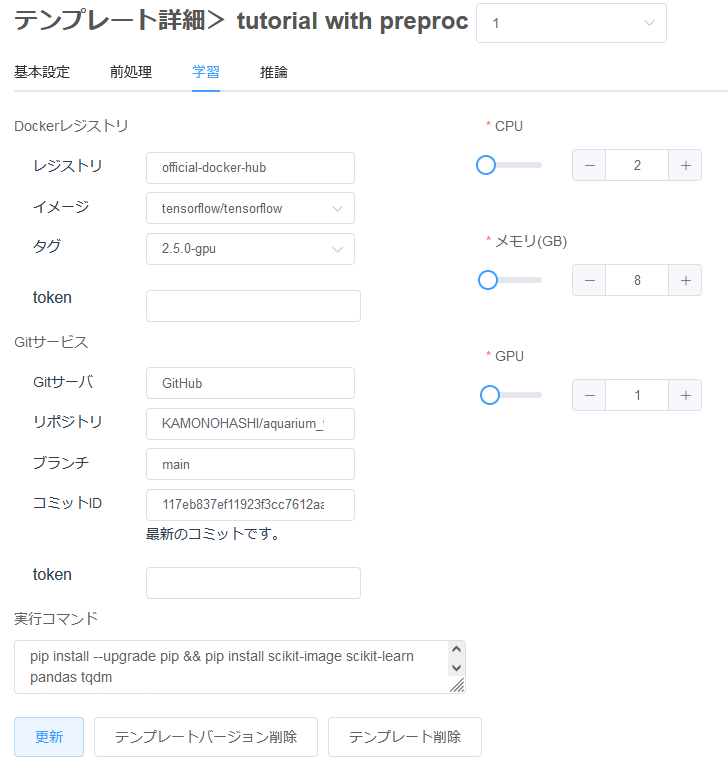 テンプレート詳細＞ tutorial with preproc 1
基本設定 前処理 学習 推論
Dockerレジストリ
レジストリ official-docker-hub
イメージ tensorflow/tensorflow
タグ 2.5.0-gpu
token
Gitサービス
Gitサーバ GitHub
リポジトリ KAMONOHASHI/aquarium_
ブランチ main
コミットID 117eb837ef11923f3cc7612aa
最新のコミットです。
token
実行コマンド
pip install --upgrade pip && pip install scikit-image scikit-learn
pandas tqdm
更新 テンプレートバージョン削除 テンプレート削除
* CPU
− 2 +
* メモリ(GB)
− 8 +
* GPU
− 1 +